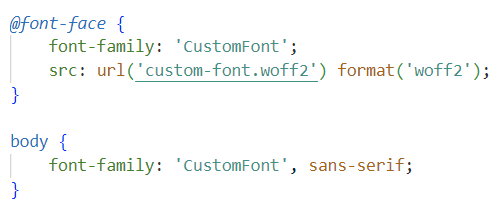 @font-face {
    font-family: 'CustomFont';
    src: url('custom-font.woff2') format('woff2');
}

body {
    font-family: 'CustomFont', sans-serif;
}